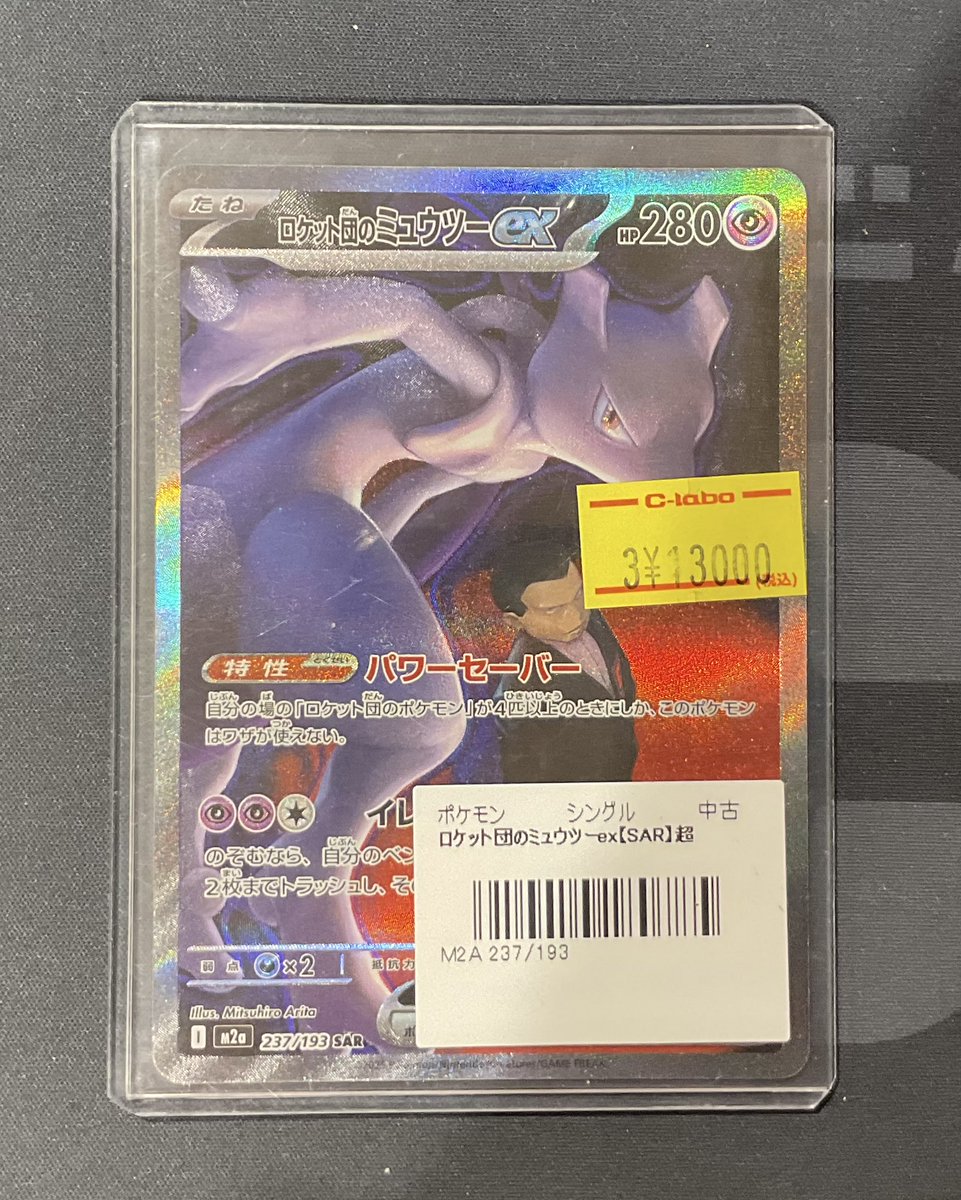 たね
ロケット団のミュウツーex HP280
C-labo
3¥13000
(税込)
特性 とくせい パワーセーバー
自分の場の「ロケット団のポケモン」が4匹以上のときにしか、このポケモン
はワザが使えない。
イレ
のぞむなら、自分のベン
2枚までトラッシュし、その
ポケモン シングル 中古
ロケット団のミュウツーex【SAR】超
M2A 237/193
弱点 ×2 抵抗力
Illus. Mitsuhiro Arita
I m2a 237/193 SAR
/GAME FREAK